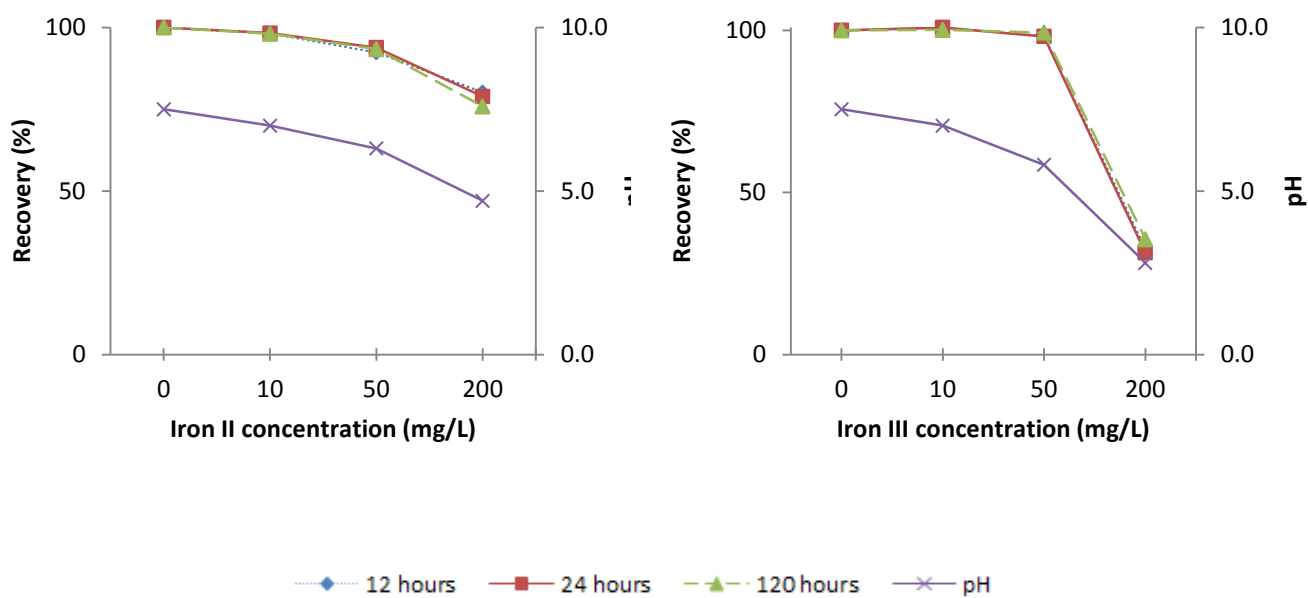 100
50
0
Recovery (%)
10.0
5.0
0.0
0 10 50 200
Iron II concentration (mg/L)
100
50
0
Recovery (%)
10.0
5.0
0.0
pH
0 10 50 200
Iron III concentration (mg/L)
12 hours 24 hours 120 hours pH